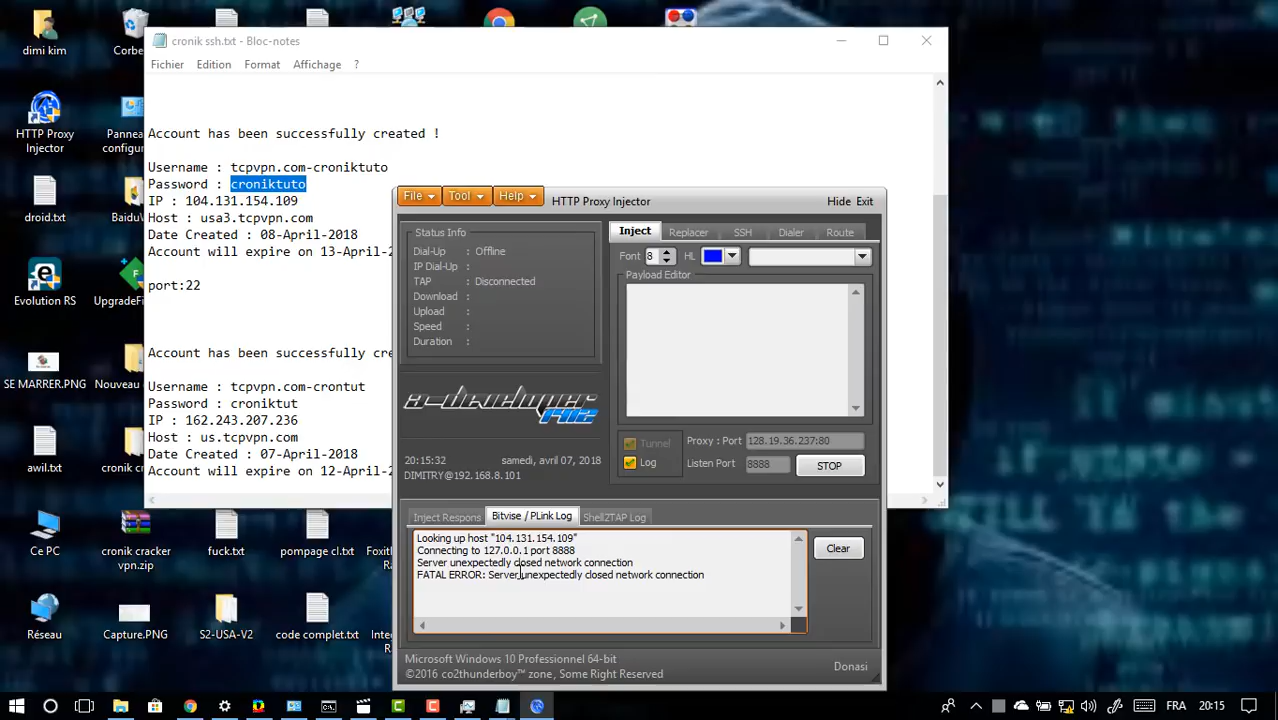 dimi kim
Corbe
HTTP Proxy
Injector
Pannea
configur
droid.txt
BaiduW
Evolution RS
UpgradeFi
SE MARRER.PNG
Nouveau
awil.txt
cronik cr
Ce PC
cronik cracker
vpn.zip
fuck.txt
pompage cl.txt
Foxit
Réseau
Capture.PNG
S2-USA-V2
code complet.txt
Inte
cronik ssh.txt - Bloc-notes
Fichier Edition Format Affichage ?
Account has been successfully created !
Username : tcpvpn.com-croniktuto
Password : croniktuto
IP : 104.131.154.109
Host : usa3.tcpvpn.com
Date Created : 08-April-2018
Account will expire on 13-April-2
port:22
Account has been successfully cre
Username : tcpvpn.com-crontut
Password : croniktut
IP : 162.243.207.236
Host : us.tcpvpn.com
Date Created : 07-April-2018
Account will expire on 12-April-2
File Tool Help HTTP Proxy Injector Hide Exit
Status Info
Dial-Up : Offline
IP Dial-Up :
TAP : Disconnected
Download :
Upload :
Speed :
Duration :
a-developer
20:15:32 samedi, avril 07, 2018
DIMITRY@192.168.8.101
Inject Replacer SSH Dialer Route
Font 8 HL
Payload Editor
Tunnel Proxy : Port 128.19.36.237:80
Log Listen Port 8888 STOP
Inject Respons Bitvise / PLink Log Shell2TAP Log
Looking up host "104.131.154.109"
Connecting to 127.0.0.1 port 8888
Server unexpectedly closed network connection
FATAL ERROR: Server unexpectedly closed network connection
Clear
Microsoft Windows 10 Professionnel 64-bit
©2016 co2thunderboy™ zone, Some Right Reserved
Donasi
FRA 20:15